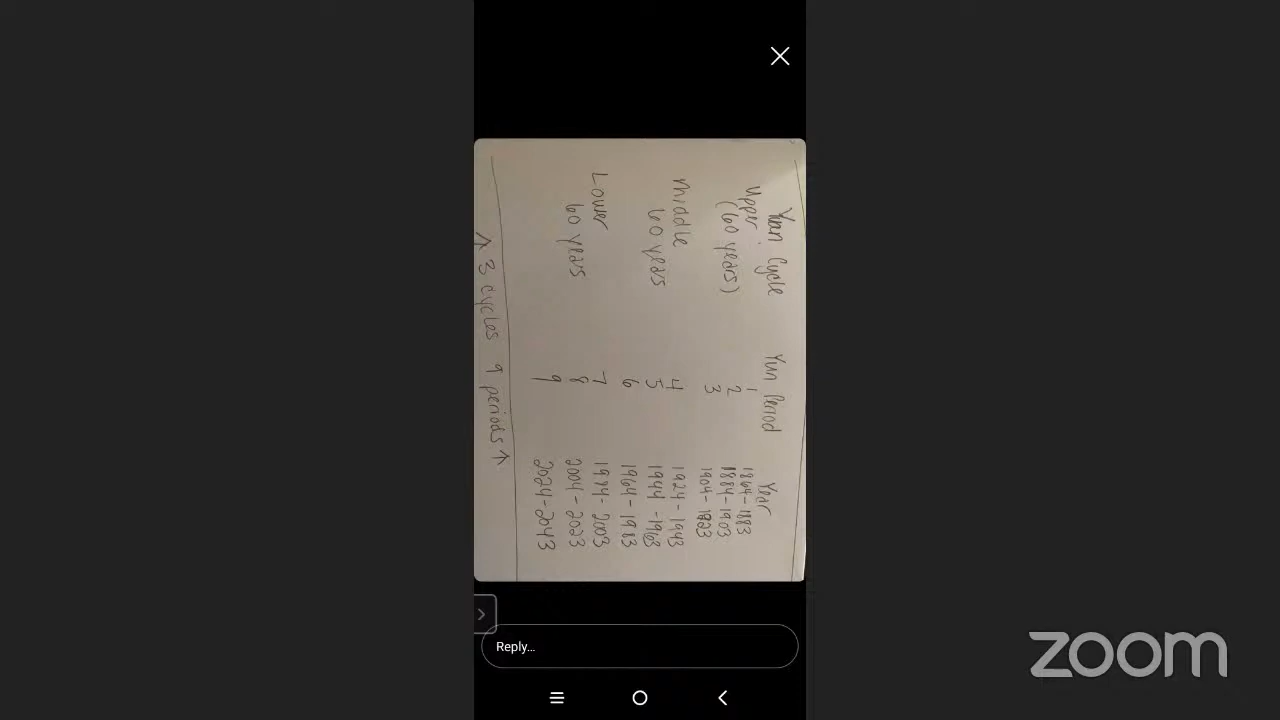 Yuan Cycle Yun Period Year
Upper 1 1864-1883
(60 years) 2 1884-1903
3 1904-1823
Middle 4 1924-1943
60 years 5 1944-1963
6 1964-1983
Lower 7 1984-2003
60 years 8 2004-2023
9 2024-2043
↑ 3 cycles 9 periods ↑
Reply...
zoom